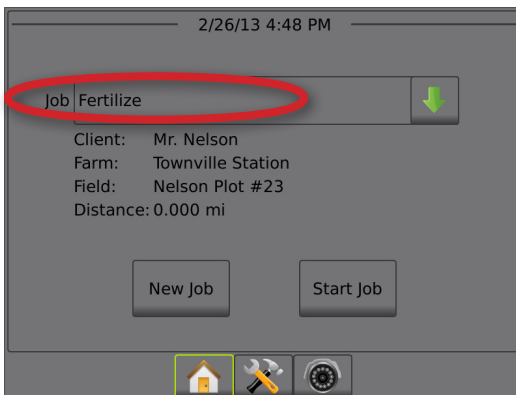 2/26/13 4:48 PM
Job Fertilize
Client: Mr. Nelson
Farm: Townville Station
Field: Nelson Plot #23
Distance: 0.000 mi
New Job Start Job